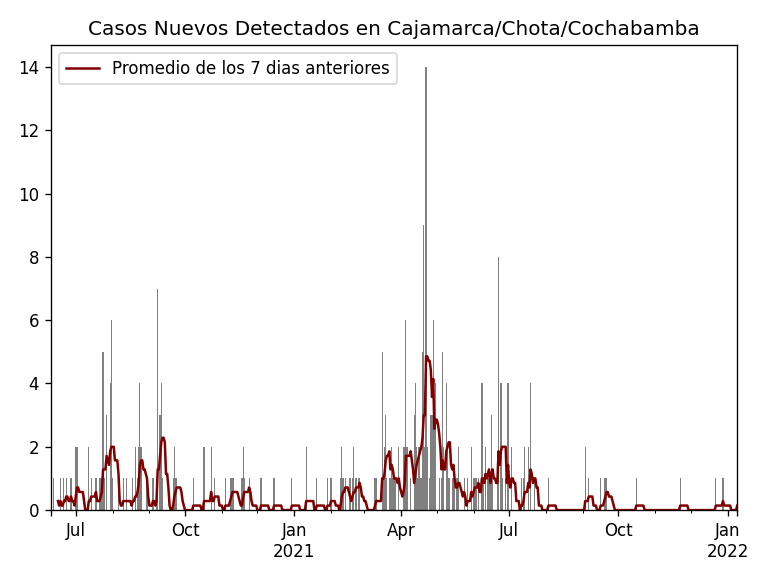 Casos Nuevos Detectados en Cajamarca/Chota/Cochabamba
Promedio de los 7 dias anteriores
14
12
10
8
6
4
2
0
Jul
Oct
Jan
2021
Apr
Jul
Oct
Jan
2022